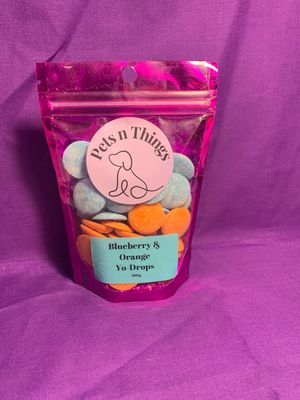 Pets n Things
Blueberry &
Orange
Yo-Drops